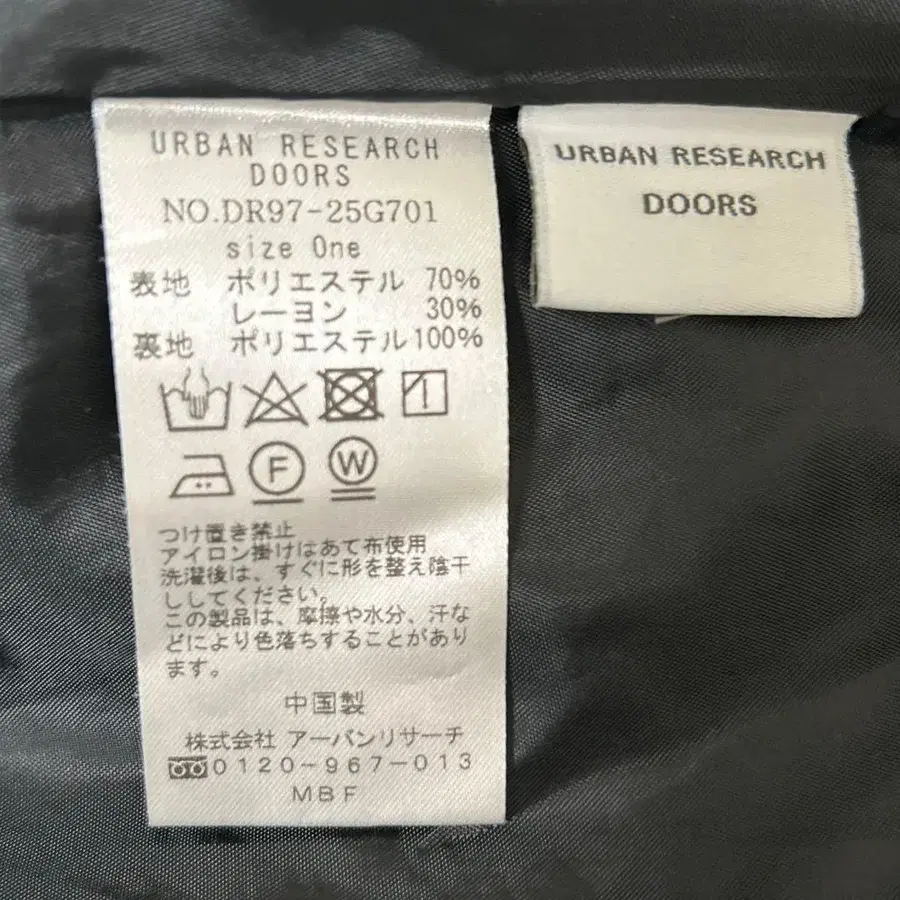 URBAN RESEARCH
DOORS
NO.DR97-25G701
size One
表地 ポリエステル 70%
レーヨン 30%
裏地 ポリエステル 100%
F W
つけ置き禁止
アイロン掛けはあて布使用
洗濯後は、すぐに形を整え陰干
ししてください。
この製品は、摩擦や水分、汗な
どにより色落ちすることがあり
ます。
中国製
株式会社 アーバンリサーチ
0120-967-013
MBF
URBAN RESEARCH
DOORS